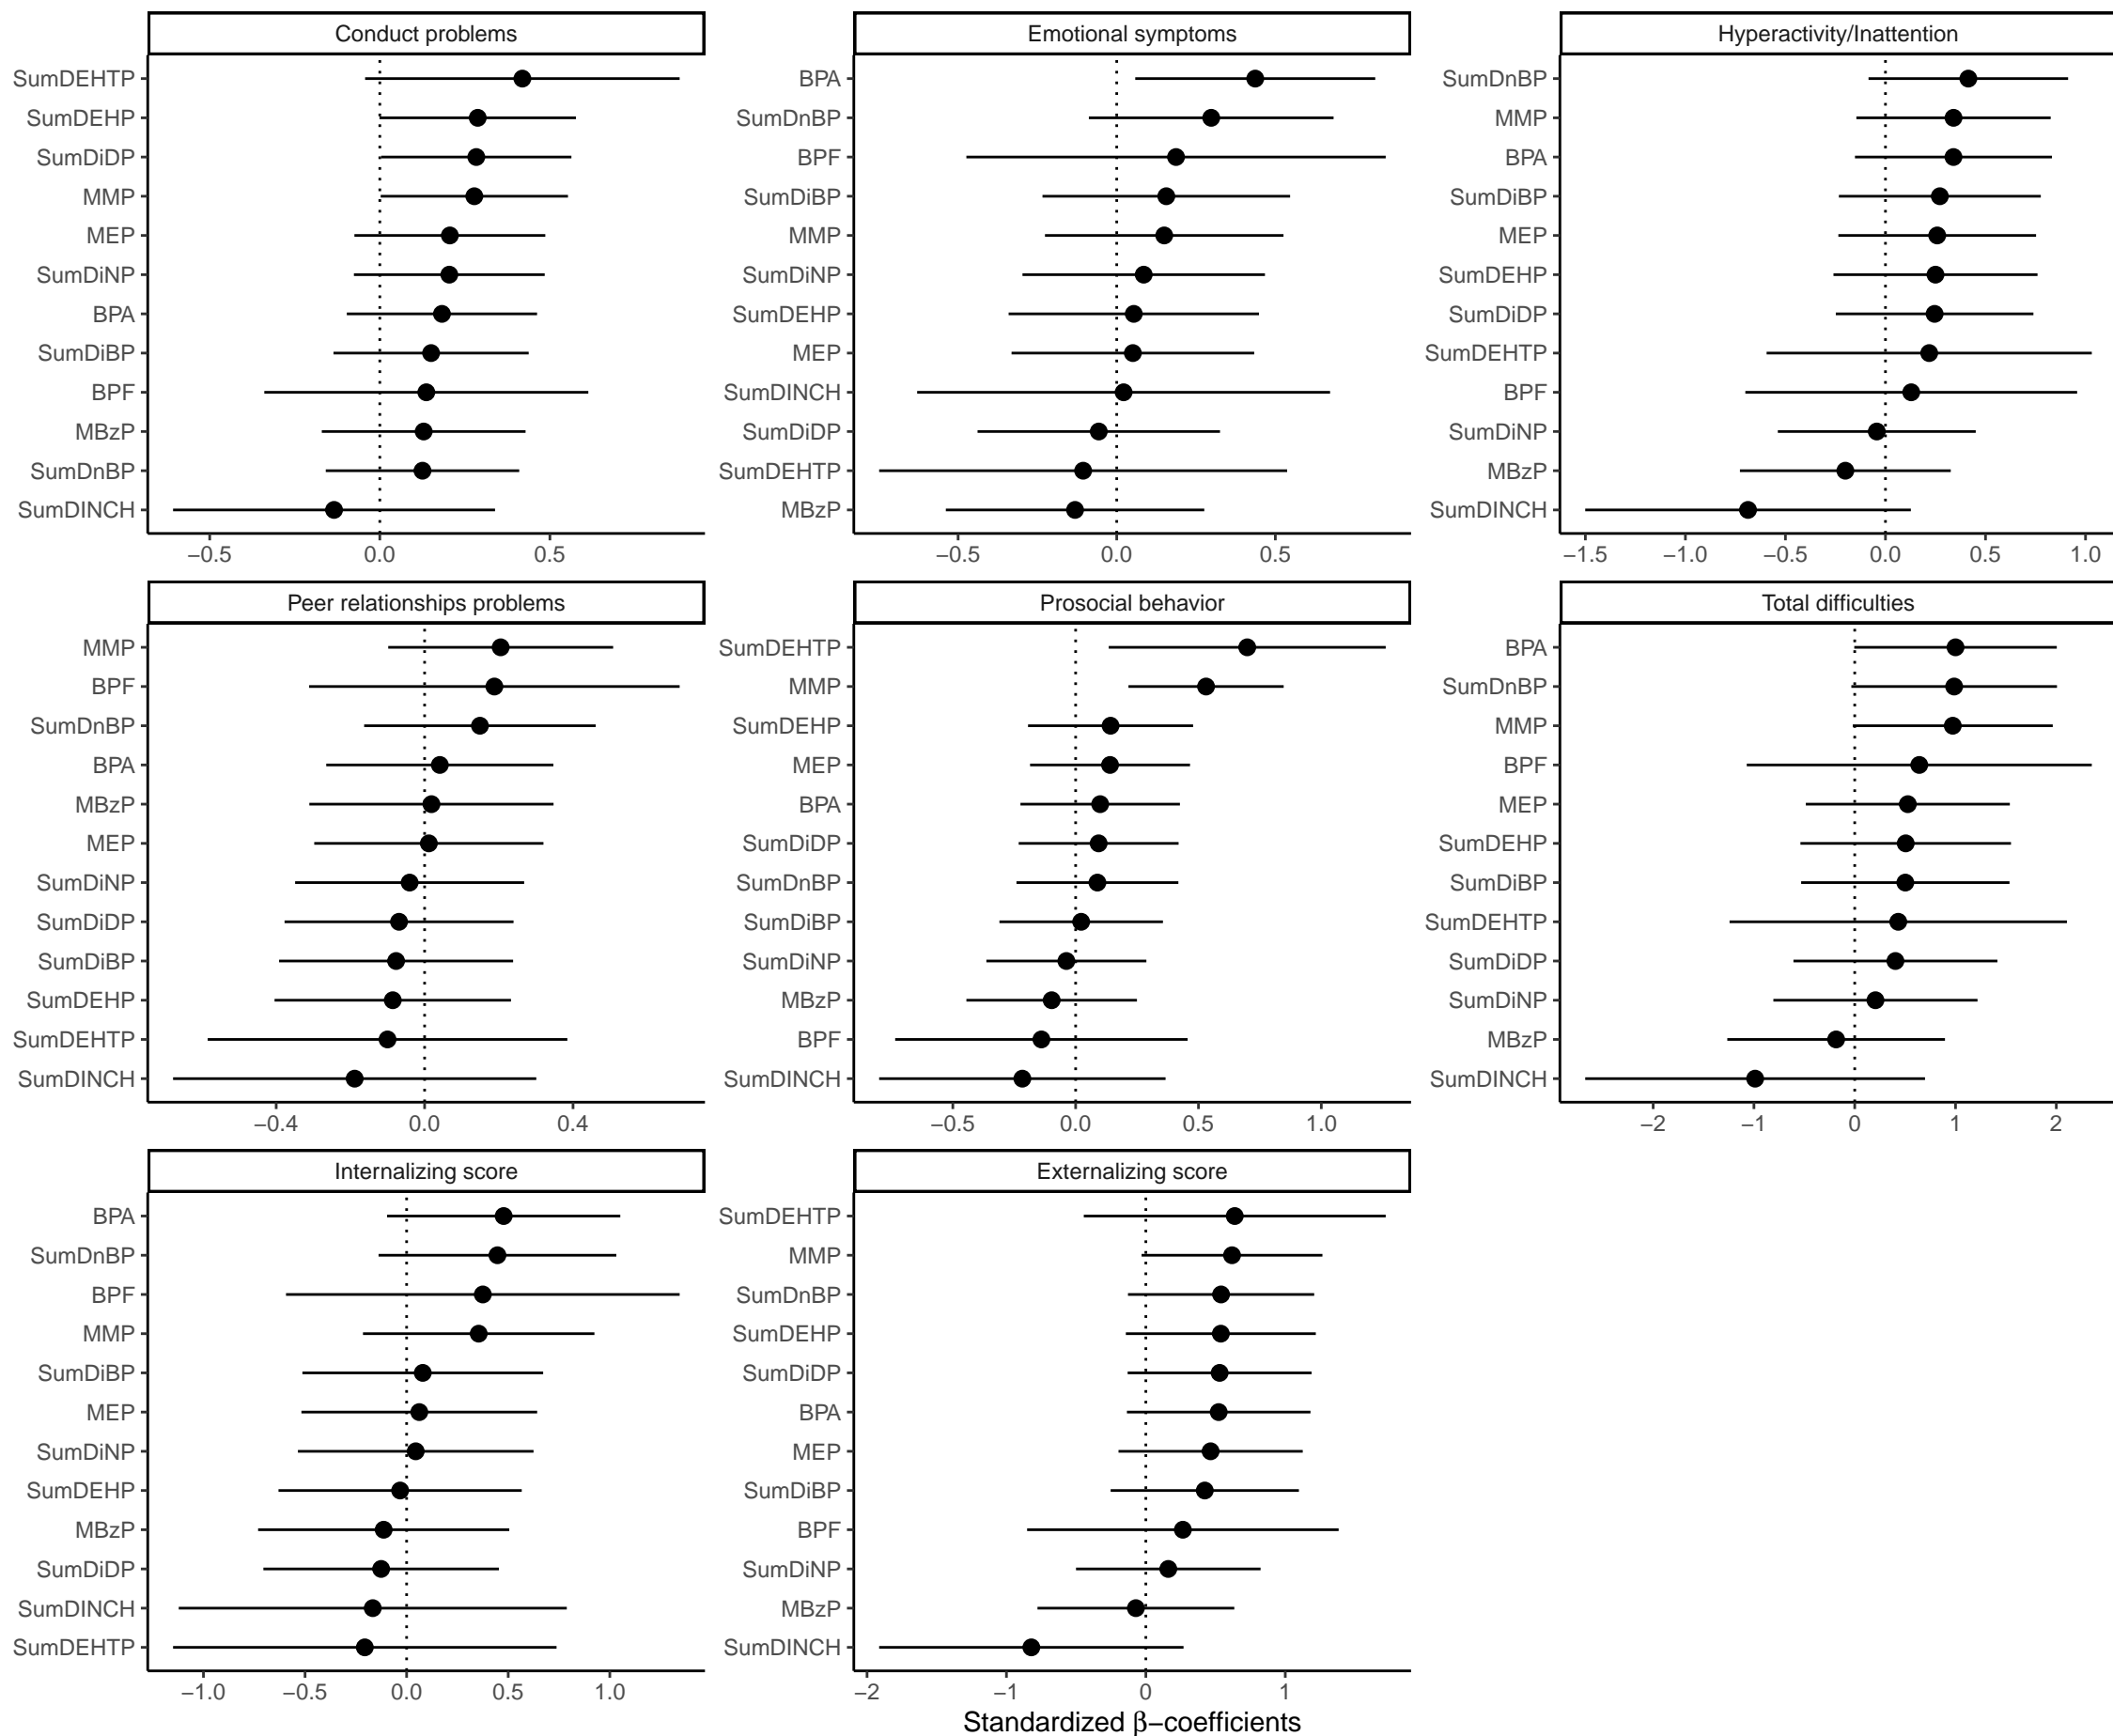 Conduct problems
SumDEHTP
SumDEHP
SumDiDP
MMP
MEP
SumDiNP
BPA
SumDiBP
BPF
MBzP
SumDnBP
SumDINCH
−0.5 0.0 0.5
Emotional symptoms
BPA
SumDnBP
BPF
SumDiBP
MMP
SumDiNP
SumDEHP
MEP
SumDINCH
SumDiDP
SumDEHTP
MBzP
−0.5 0.0 0.5
Hyperactivity/Inattention
SumDnBP
MMP
BPA
SumDiBP
MEP
SumDEHP
SumDiDP
SumDEHTP
BPF
SumDiNP
MBzP
SumDINCH
−1.5 −1.0 −0.5 0.0 0.5 1.0
Peer relationships problems
MMP
BPF
SumDnBP
BPA
MBzP
MEP
SumDiNP
SumDiDP
SumDiBP
SumDEHP
SumDEHTP
SumDINCH
−0.4 0.0 0.4
Prosocial behavior
SumDEHTP
MMP
SumDEHP
MEP
BPA
SumDiDP
SumDnBP
SumDiBP
SumDiNP
MBzP
BPF
SumDINCH
−0.5 0.0 0.5 1.0
Total difficulties
BPA
SumDnBP
MMP
BPF
MEP
SumDEHP
SumDiBP
SumDEHTP
SumDiDP
SumDiNP
MBzP
SumDINCH
−2 −1 0 1 2
Internalizing score
BPA
SumDnBP
BPF
MMP
SumDiBP
MEP
SumDiNP
SumDEHP
MBzP
SumDiDP
SumDINCH
SumDEHTP
−1.0 −0.5 0.0 0.5 1.0
Externalizing score
SumDEHTP
MMP
SumDnBP
SumDEHP
SumDiDP
BPA
MEP
SumDiBP
BPF
SumDiNP
MBzP
SumDINCH
−2 −1 0 1
Standardized β−coefficients